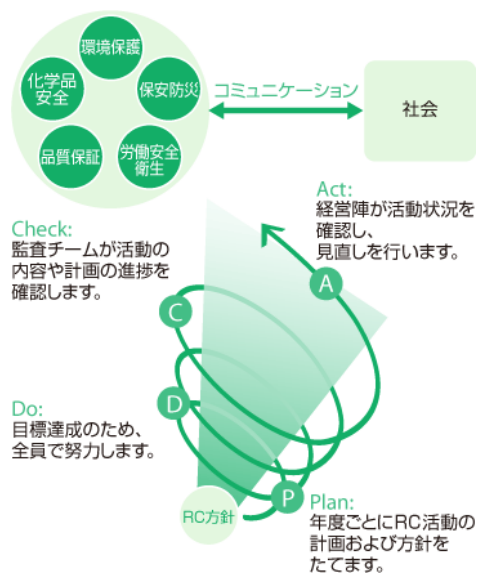 環境保護
化学品
安全
保安防災
品質保証
労働安全
衛生
コミュニケーション
社会
Act:
経営陣が活動状況を
確認し、
見直しを行います。
Check:
監査チームが活動の
内容や計画の進捗を
確認します。
A
C
D
Do:
目標達成のため、
全員で努力します。
P
RC方針
Plan:
年度ごとにRC活動の
計画および方針を
たてます。